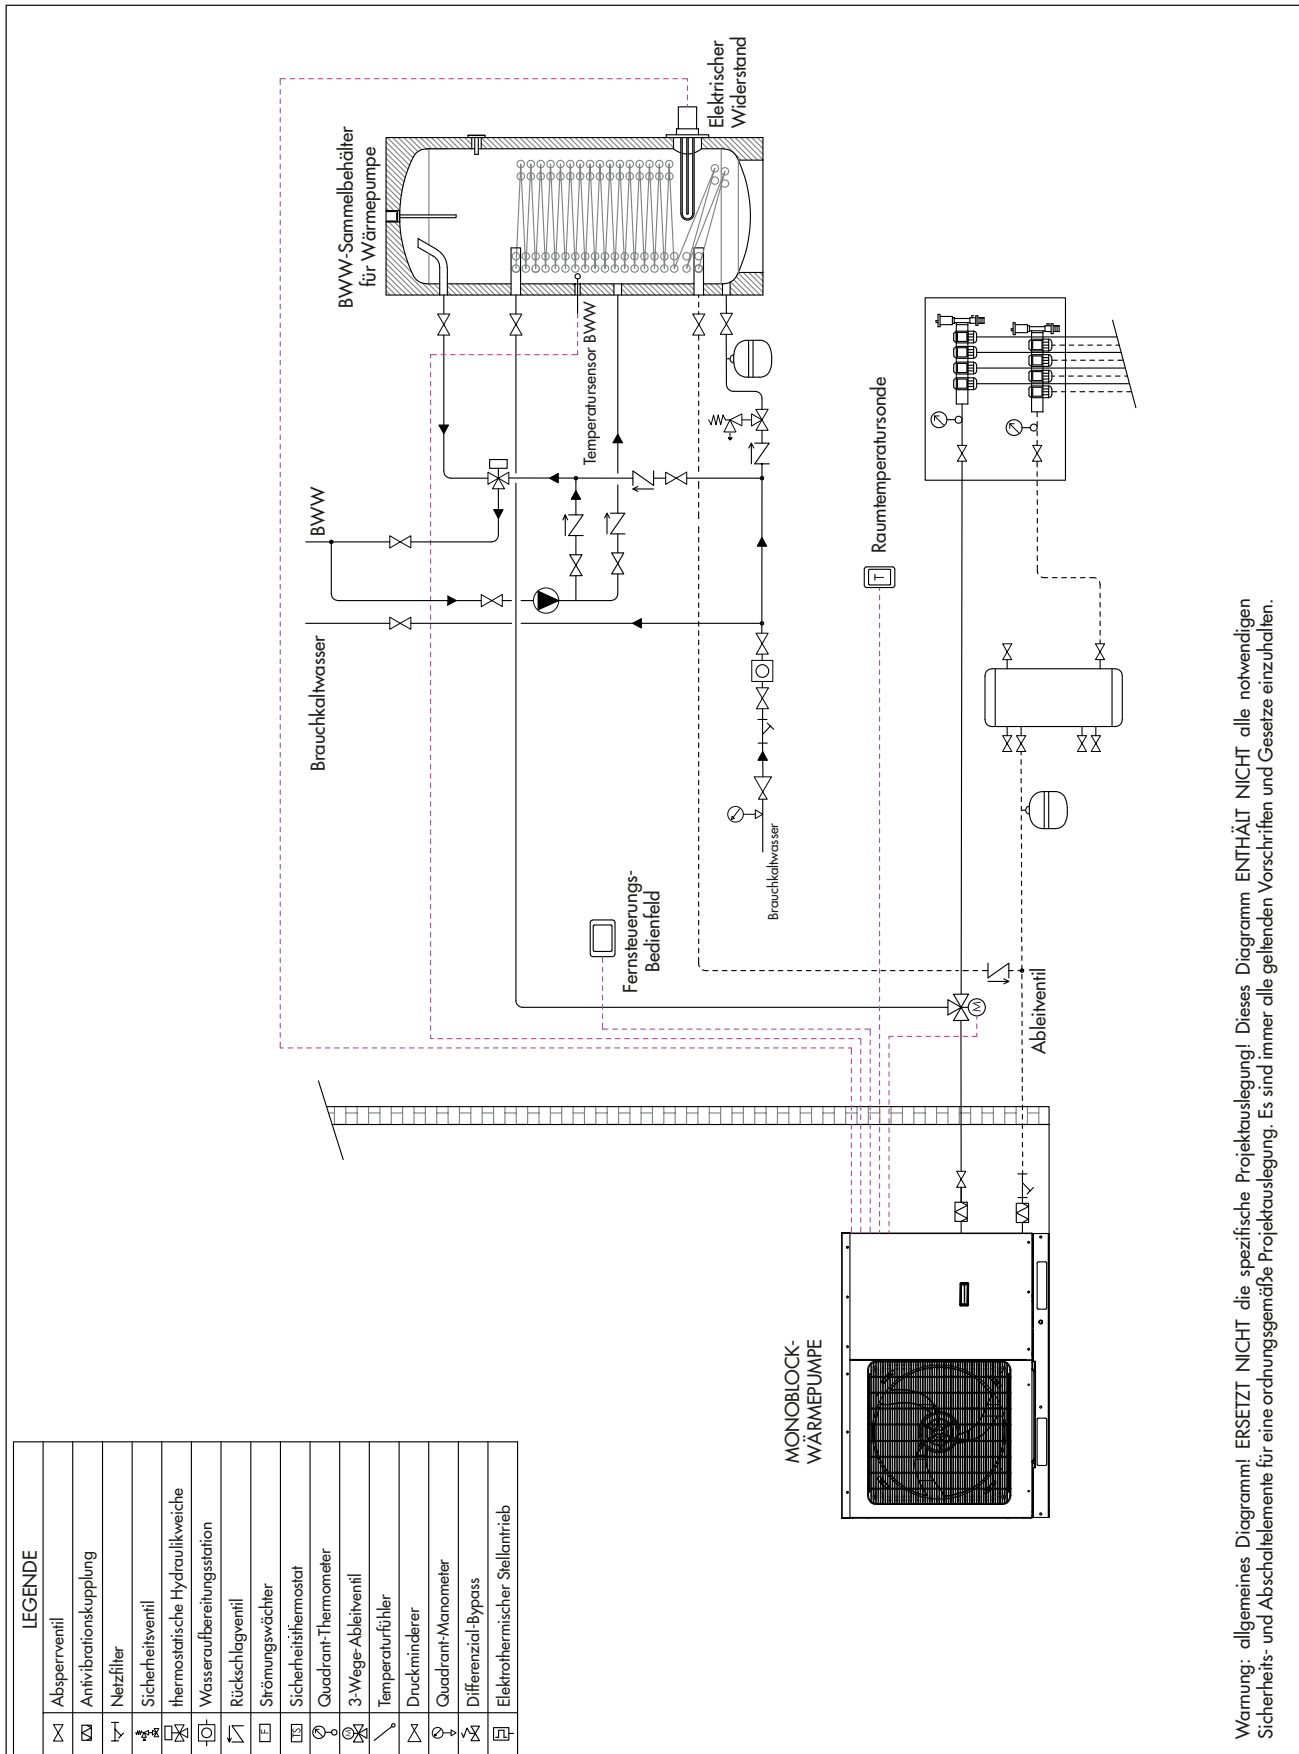 LEGENDE
Absperrventil
Antivibrationskupplung
Netzfilter
Sicherheitsventil
thermostatische Hydraulikweiche
Wasseraufbereitungsstation
Rückschlagventil
F Strömungswächter
TS Sicherheitsthermostat
Quadrant-Thermometer
M 3-Wege-Ableitventil
Temperaturfühler
Druckminderer
Quadrant-Manometer
Differenzial-Bypass
Elektrothermischer Stellantrieb
MONOBLOCK-
WÄRMEPUMPE
Fernsteuerungs-
Bedienfeld
Ableitventil
M
Brauchkaltwasser
Brauchkaltwasser
BWW
Temperatursensor BWW
BWW-Sammelbehälter
für Wärmepumpe
Elektrischer
Widerstand
T
Raumtemperatursonde
Warnung: allgemeines Diagramm! ERSETZT NICHT die spezifische Projektauslegung! Dieses Diagramm ENTHÄLT NICHT alle notwendigen
Sicherheits- und Abschaltelemente für eine ordnungsgemäße Projektauslegung. Es sind immer alle geltenden Vorschriften und Gesetze einzuhalten.